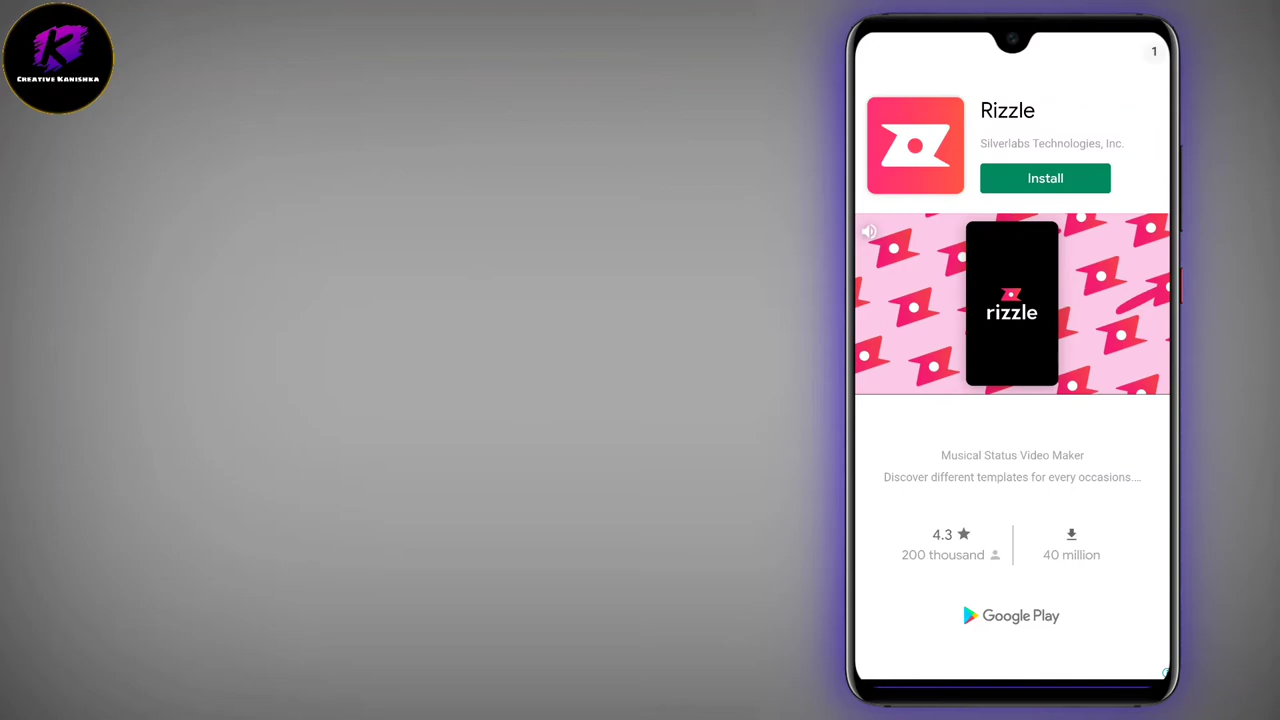 K
CREATIVE KANISHKA
1
Rizzle
Silverlabs Technologies, Inc.
Install
rizzle
Musical Status Video Maker
Discover different templates for every occasions....
4.3 ★
200 thousand
40 million
Google Play